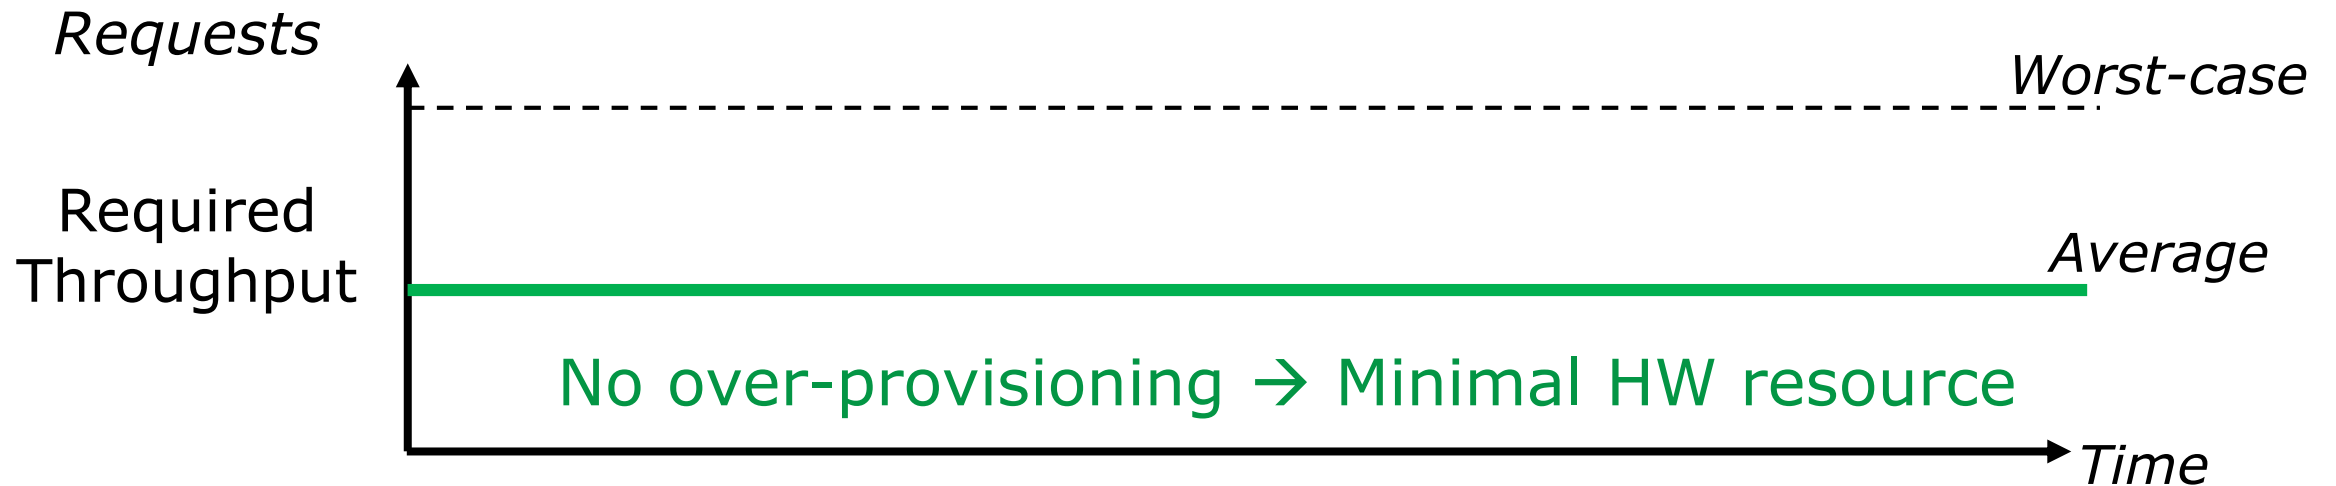 Requests
Worst-case
Required
Throughput
Average
No over-provisioning → Minimal HW resource
Time